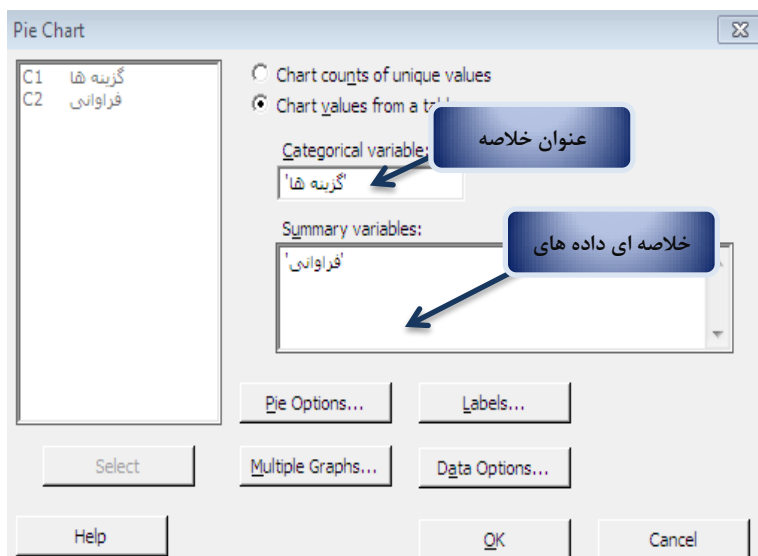 Pie Chart
C1 گزینه ها
C2 فراوانی
Chart counts of unique values
Chart values from a
Categorical variable:
'گزینه ها'
عنوان خلاصه
Summary variables:
'فراوانی'
خلاصه ای داده های
Pie Options...
Labels...
Select
Multiple Graphs...
Data Options...
Help
OK
Cancel